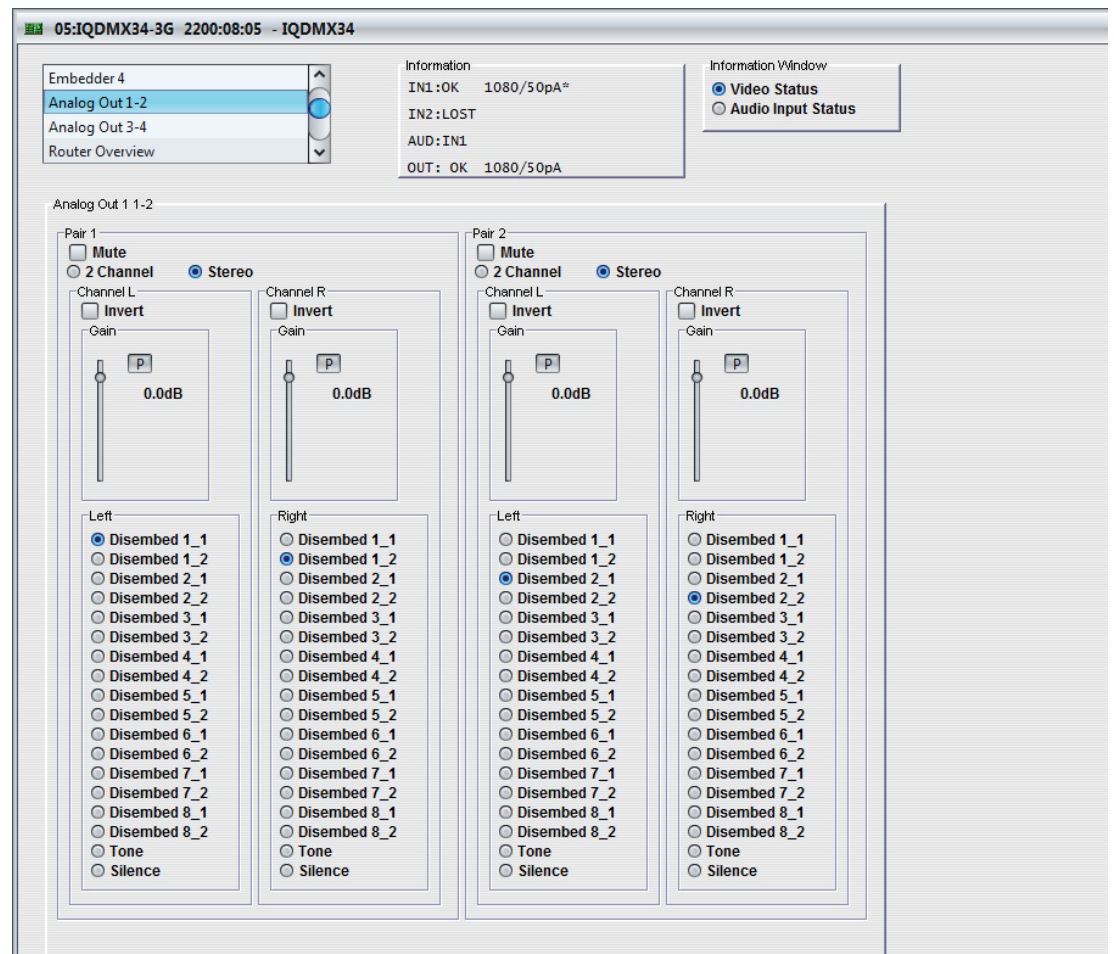 05:IQDMX34-3G 2200:08:05 - IQDMX34
Embedder 4
Analog Out 1-2
Analog Out 3-4
Router Overview
Information
IN1:OK 1080/50pA*
IN2:LOST
AUD:IN1
OUT: OK 1080/50pA
Information Window
Video Status
Audio Input Status
Analog Out 1 1-2
Pair 1
Mute
2 Channel Stereo
Channel L
Invert
Gain
P
0.0dB
Left
Disembed 1_1
Disembed 1_2
Disembed 2_1
Disembed 2_2
Disembed 3_1
Disembed 3_2
Disembed 4_1
Disembed 4_2
Disembed 5_1
Disembed 5_2
Disembed 6_1
Disembed 6_2
Disembed 7_1
Disembed 7_2
Disembed 8_1
Disembed 8_2
Tone
Silence
Channel R
Invert
Gain
P
0.0dB
Right
Disembed 1_1
Disembed 1_2
Disembed 2_1
Disembed 2_2
Disembed 3_1
Disembed 3_2
Disembed 4_1
Disembed 4_2
Disembed 5_1
Disembed 5_2
Disembed 6_1
Disembed 6_2
Disembed 7_1
Disembed 7_2
Disembed 8_1
Disembed 8_2
Tone
Silence
Pair 2
Mute
2 Channel Stereo
Channel L
Invert
Gain
P
0.0dB
Left
Disembed 1_1
Disembed 1_2
Disembed 2_1
Disembed 2_2
Disembed 3_1
Disembed 3_2
Disembed 4_1
Disembed 4_2
Disembed 5_1
Disembed 5_2
Disembed 6_1
Disembed 6_2
Disembed 7_1
Disembed 7_2
Disembed 8_1
Disembed 8_2
Tone
Silence
Channel R
Invert
Gain
P
0.0dB
Right
Disembed 1_1
Disembed 1_2
Disembed 2_1
Disembed 2_2
Disembed 3_1
Disembed 3_2
Disembed 4_1
Disembed 4_2
Disembed 5_1
Disembed 5_2
Disembed 6_1
Disembed 6_2
Disembed 7_1
Disembed 7_2
Disembed 8_1
Disembed 8_2
Tone
Silence